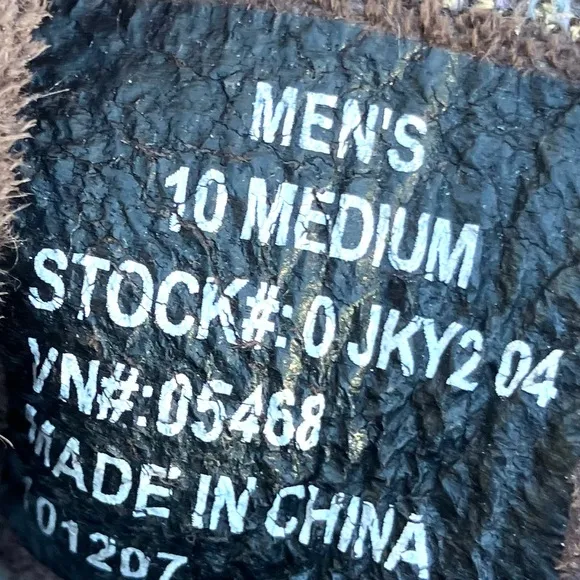 MEN'S
10 MEDIUM
STOCK#: 0 JKY2 04
VN#:05468
MADE IN CHINA
101207